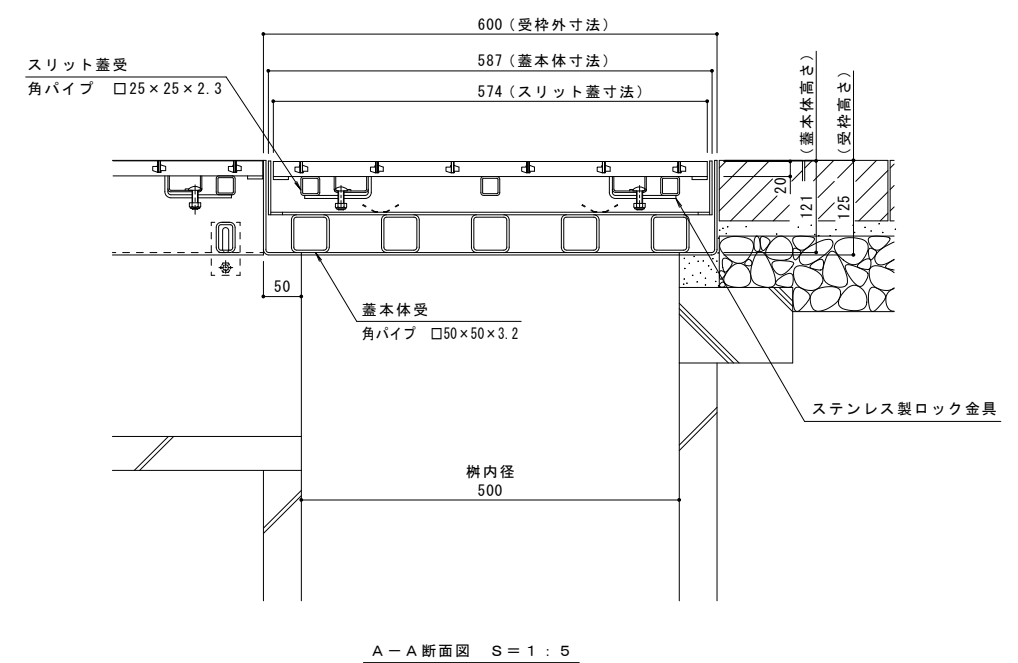 600（受枠外寸法）
587（蓋本体寸法）
574（スリット蓋寸法）
スリット蓋受
角パイプ　□25×25×2.3
（蓋本体高さ）
（受枠高さ）
20
121
125
50
蓋本体受
角パイプ　□50×50×3.2
ステンレス製ロック金具
桝内径
500
A－A断面図　S＝1：5